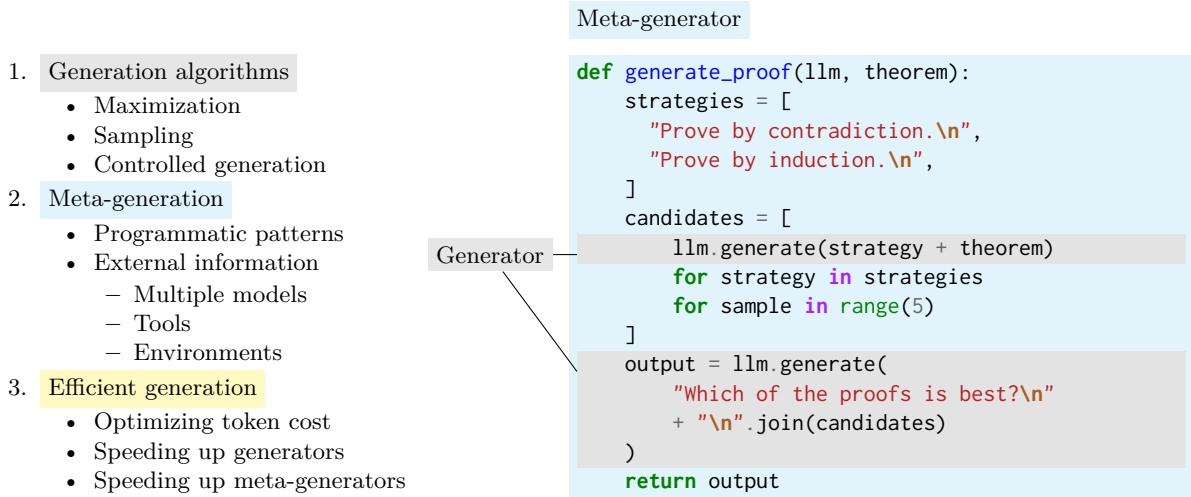 1. Generation algorithms
• Maximization
• Sampling
• Controlled generation
2. Meta-generation
• Programmatic patterns
• External information
– Multiple models
– Tools
– Environments
3. Efficient generation
• Optimizing token cost
• Speeding up generators
• Speeding up meta-generators
Generator
Meta-generator
def generate_proof(llm, theorem):
    strategies = [
      "Prove by contradiction.\n",
      "Prove by induction.\n",
    ]
    candidates = [
        llm.generate(strategy + theorem)
        for strategy in strategies
        for sample in range(5)
    ]
    output = llm.generate(
        "Which of the proofs is best?\n"
        + "\n".join(candidates)
    )
    return output